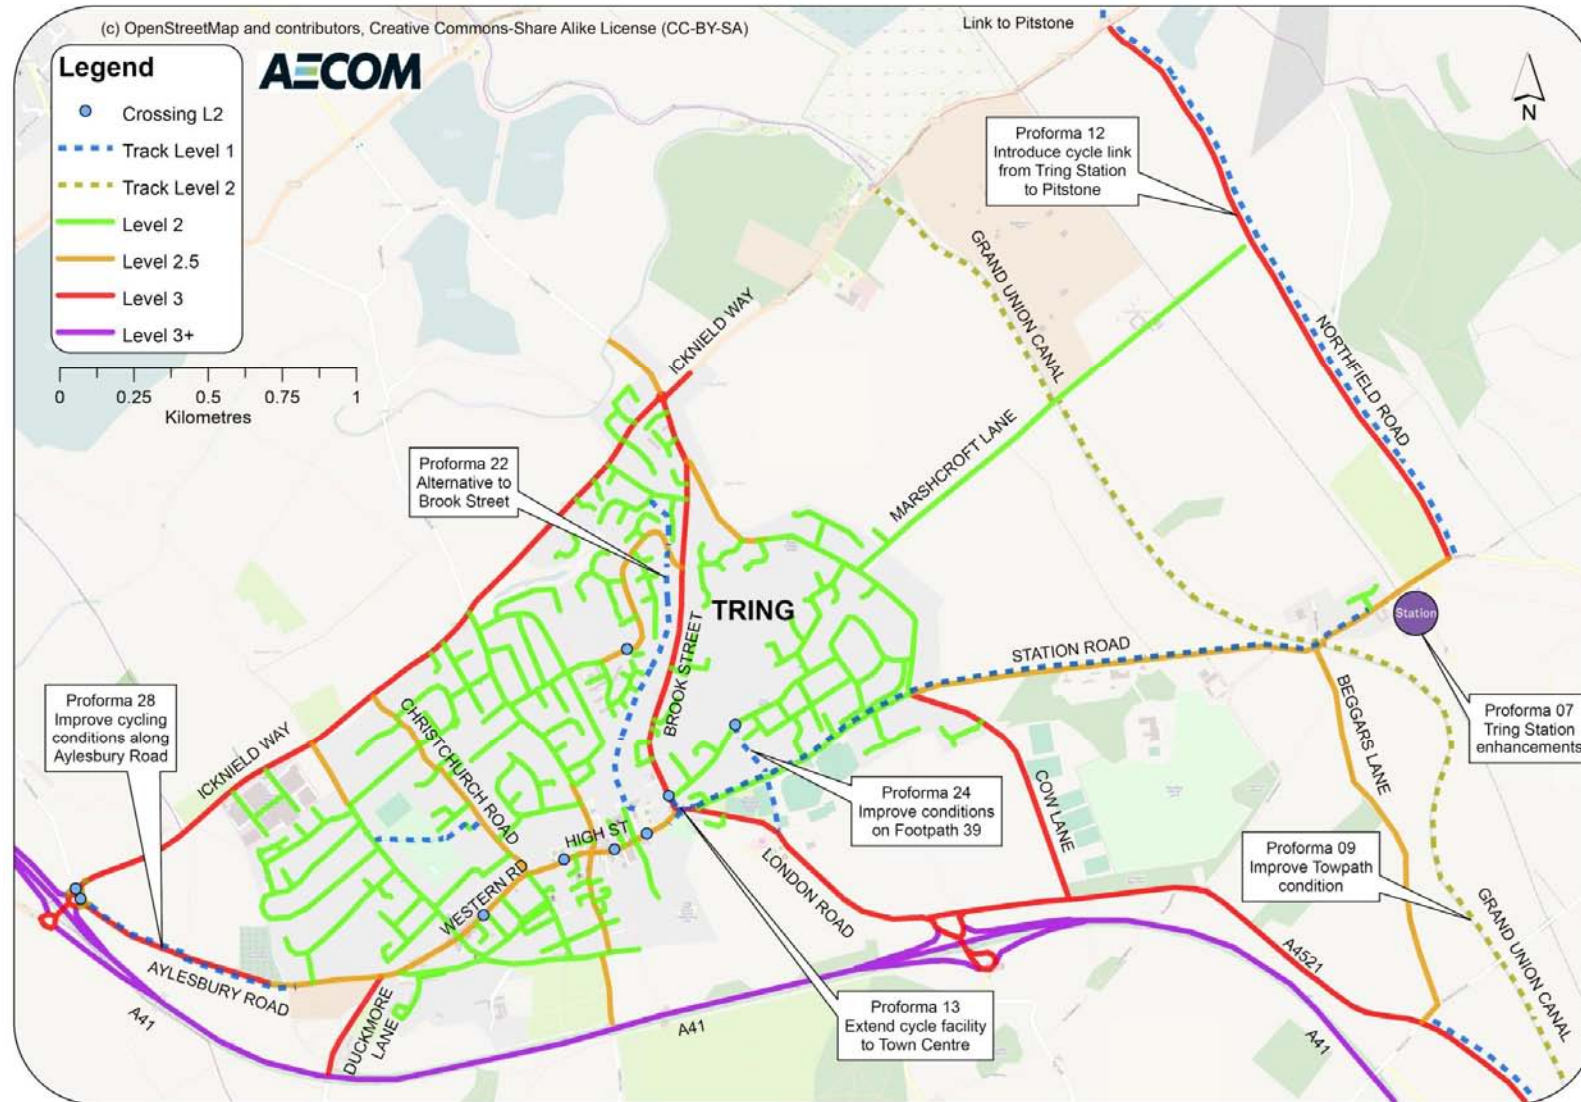 (c) OpenStreetMap and contributors, Creative Commons-Share Alike License (CC-BY-SA)
Link to Pitstone
Legend
AECOM
Crossing L2
Track Level 1
Track Level 2
Level 2
Level 2.5
Level 3
Level 3+
0 0.25 0.5 0.75 1
Kilometres
N
Proforma 12
Introduce cycle link
from Tring Station
to Pitstone
GRAND UNION CANAL
ICKNIELD WAY
NORTHFIELD ROAD
MARSHCROFT LANE
Proforma 22
Alternative to
Brook Street
TRING
Station
STATION ROAD
BROOK STREET
BEGGARS LANE
Proforma 07
Tring Station
enhancements
Proforma 28
Improve cycling
conditions along
Aylesbury Road
ICKNIELD WAY
CHRISTCHURCH ROAD
Proforma 24
Improve conditions
on Footpath 39
COW LANE
HIGH ST
WESTERN RD
LONDON ROAD
Proforma 09
Improve Towpath
condition
GRAND UNION CANAL
A4521
AYLESBURY ROAD
A41
DUCKMORE
LANE
A41
Proforma 13
Extend cycle facility
to Town Centre
A41